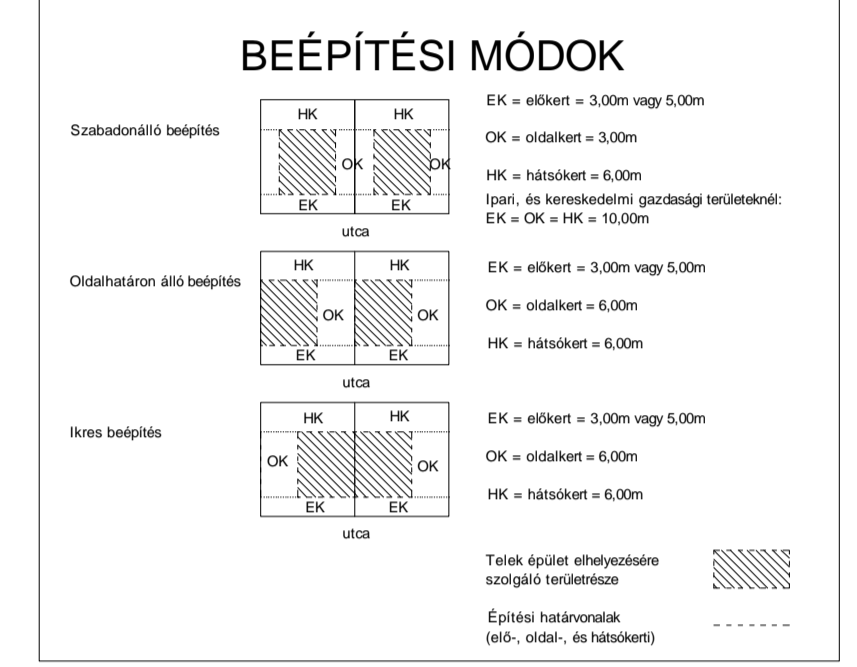 BEÉPÍTÉSI MÓDOK
Szabadonálló beépítés
HK HK
OK OK
EK EK
utca
EK = előkert = 3,00m vagy 5,00m
OK = oldalkert = 3,00m
HK = hátsókert = 6,00m
Ipari, és kereskedelmi gazdasági területeknél:
EK = OK = HK = 10,00m
Oldalhatáron álló beépítés
HK HK
OK OK
EK EK
utca
EK = előkert = 3,00m vagy 5,00m
OK = oldalkert = 6,00m
HK = hátsókert = 6,00m
Ikres beépítés
HK HK
OK OK
EK EK
utca
EK = előkert = 3,00m vagy 5,00m
OK = oldalkert = 6,00m
HK = hátsókert = 6,00m
Telek épület elhelyezésére
szolgáló területrésze
Építési határvonalak
(elő-, oldal-, és hátsókerti)